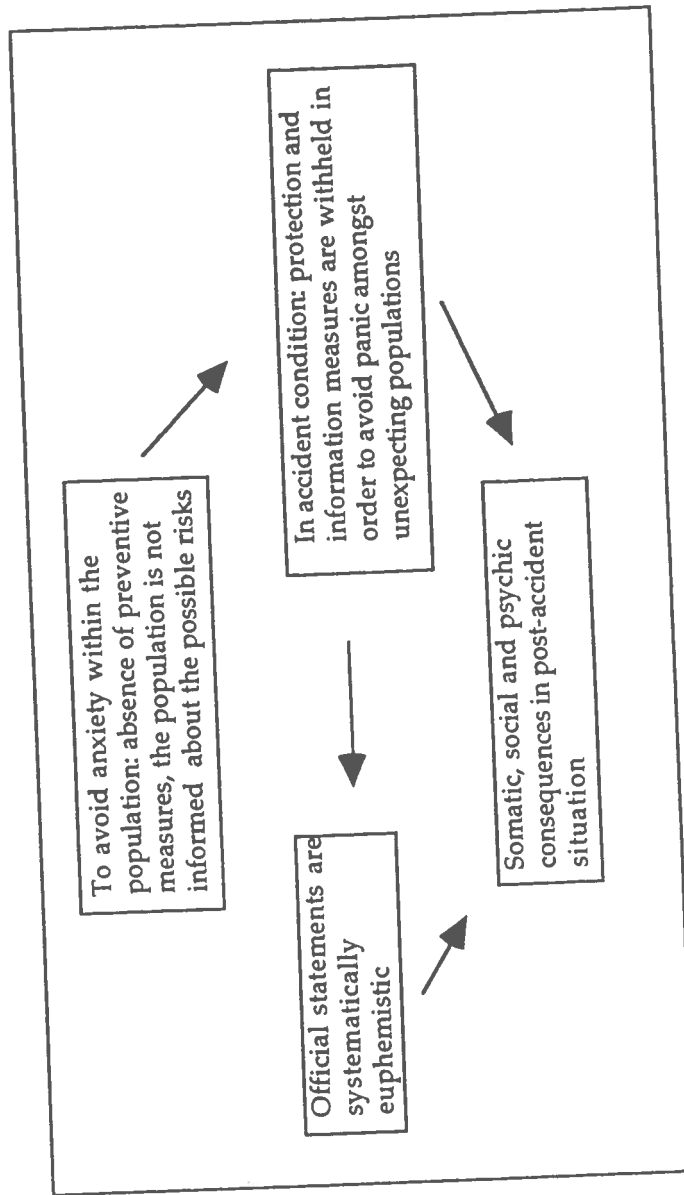 To avoid anxiety within the
population: absence of preventive
measures, the population is not
informed about the possible risks
In accident condition: protection and
information measures are withheld in
order to avoid panic amongst
unexpecting populations
Official statements are
systematically
euphemistic
Somatic, social and psychic
consequences in post-accident
situation